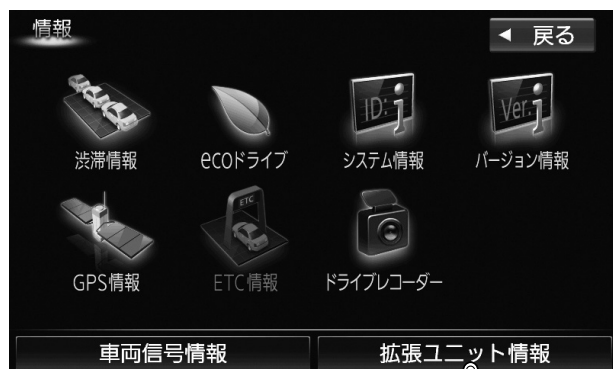 情報
◀ 戻る
ID: i
Ver. i
渋滞情報
ecoドライブ
システム情報
バージョン情報
ETC
GPS情報
ETC情報
ドライブレコーダー
車両信号情報
拡張ユニット情報